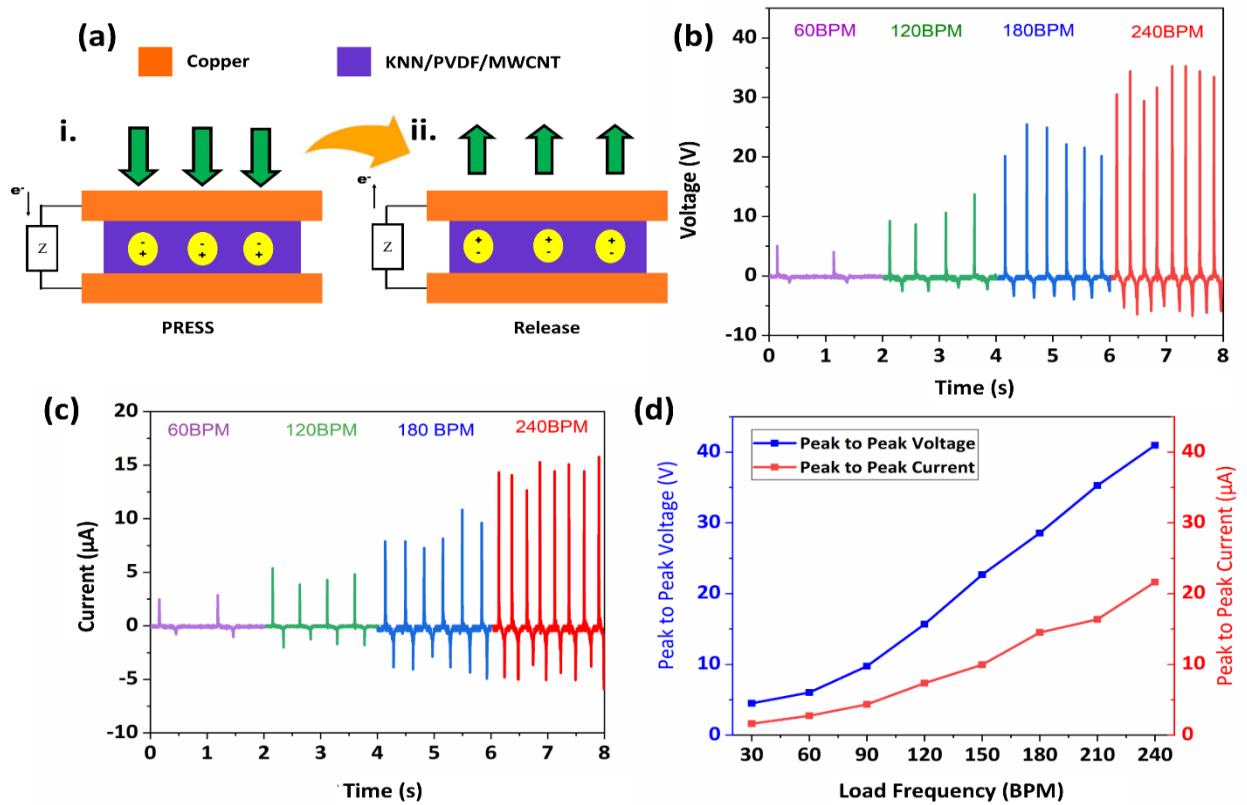 (a)
Copper
KNN/PVDF/MWCNT
i.
ii.
e-
Z
- + - + - +
PRESS
e-
Z
+ - + - + -
Release
(b)
60BPM 120BPM 180BPM 240BPM
Voltage (V)
40
30
20
10
0
-10
0 1 2 3 4 5 6 7 8
Time (s)
(c)
60BPM 120BPM 180 BPM 240BPM
Current (µA)
20
15
10
5
0
-5
-10
0 1 2 3 4 5 6 7 8
Time (s)
(d)
Peak to Peak Voltage
Peak to Peak Current
Peak to Peak Voltage (V)
40
30
20
10
0
Peak to Peak Current (µA)
40
30
20
10
0
30 60 90 120 150 180 210 240
Load Frequency (BPM)